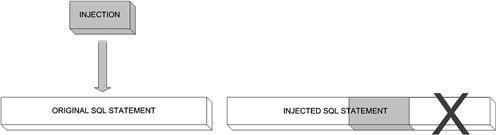 INJECTION
ORIGINAL SQL STATEMENT
INJECTED SQL STATEMENT
X